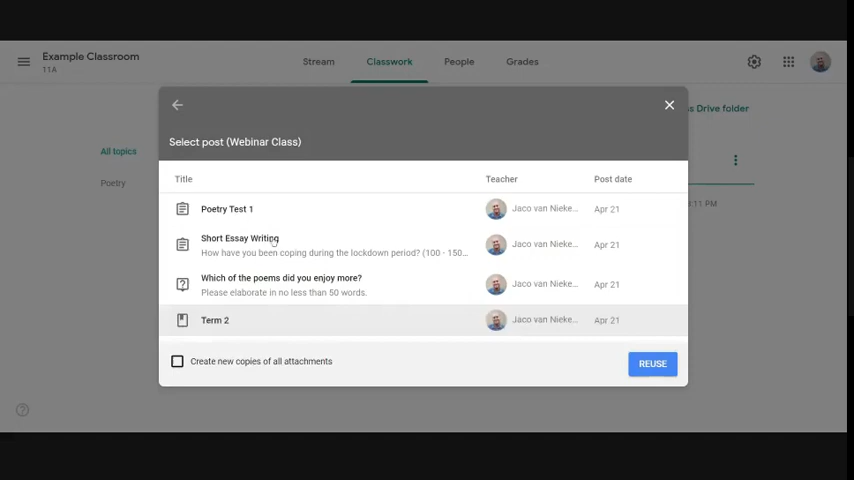 Example Classroom
11A
Stream Classwork People Grades
ss Drive folder
Select post (Webinar Class)
All topics
Poetry
Title Teacher Post date
Poetry Test 1 Jaco van Nieke... Apr 21
:11 PM
Short Essay Writing
How have you been coping during the lockdown period? (100 - 150... Jaco van Nieke... Apr 21
Which of the poems did you enjoy more?
Please elaborate in no less than 50 words. Jaco van Nieke... Apr 21
Term 2 Jaco van Nieke... Apr 21
Create new copies of all attachments REUSE